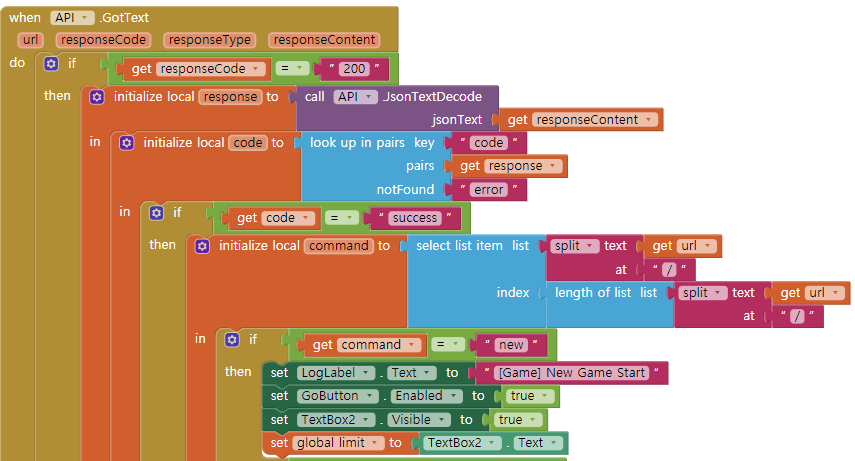 when API .GotText
url responseCode responseType responseContent
do if get responseCode = " 200 "
then initialize local response to call API .JsonTextDecode
jsonText get responseContent
in initialize local code to look up in pairs key " code "
pairs get response
notFound " error "
in if get code = " success "
then initialize local command to select list item list split text get url
at " / "
index length of list list split text get url
at " / "
in if get command = " new "
then set LogLabel . Text to " [Game] New Game Start "
set GoButton . Enabled to true
set TextBox2 . Visible to true
set global limit to TextBox2 . Text